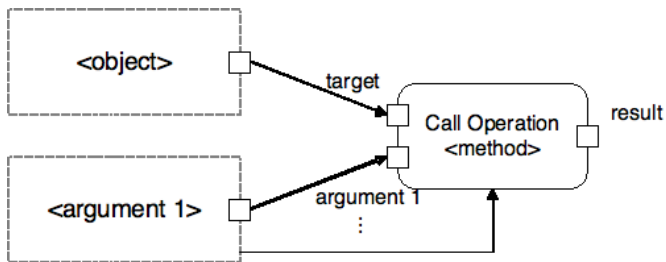 <object>
target
Call Operation
<method>
result
<argument 1>
argument 1
⋮